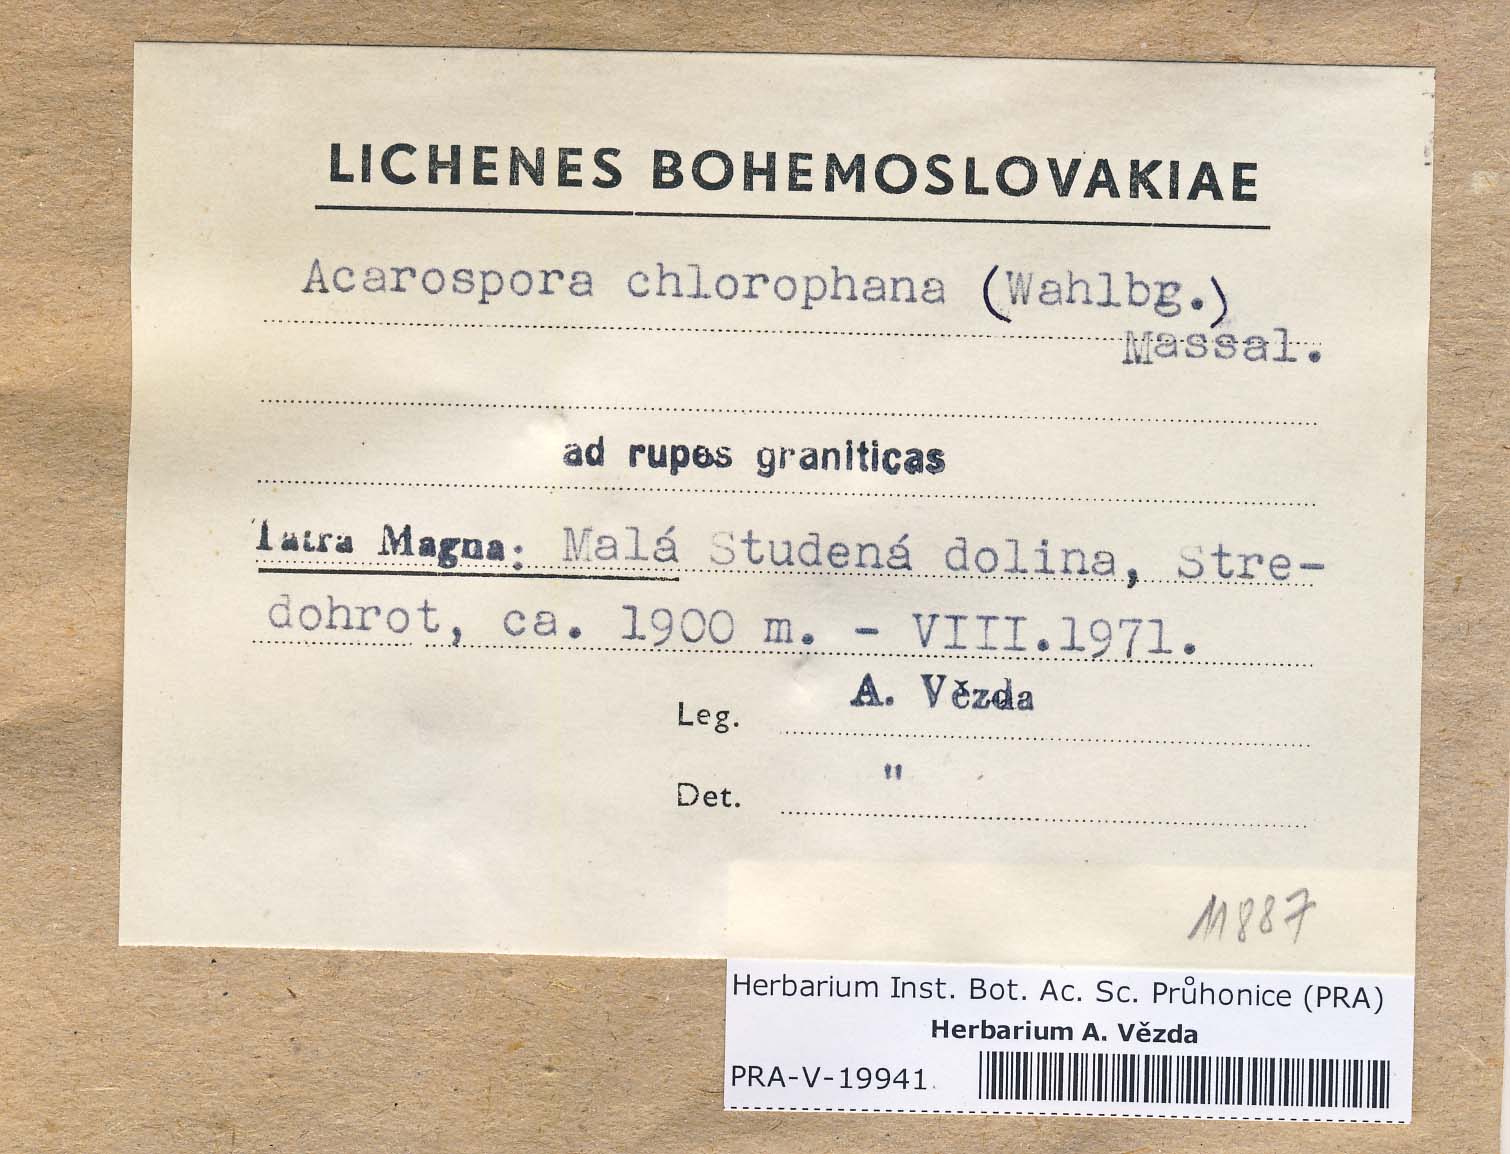 LICHENES BOHEMOSLOVAKIAE
Acarospora chlorophana (Wahlbg.)
Massal.
ad rupes graniticas
Tatra Magna: Malá Studená dolina, Stre-
dohrot, ca. 1900 m. - VIII.1971.
Leg. A. Vězda
Det. "
11887
Herbarium Inst. Bot. Ac. Sc. Průhonice (PRA)
Herbarium A. Vězda
PRA-V-19941